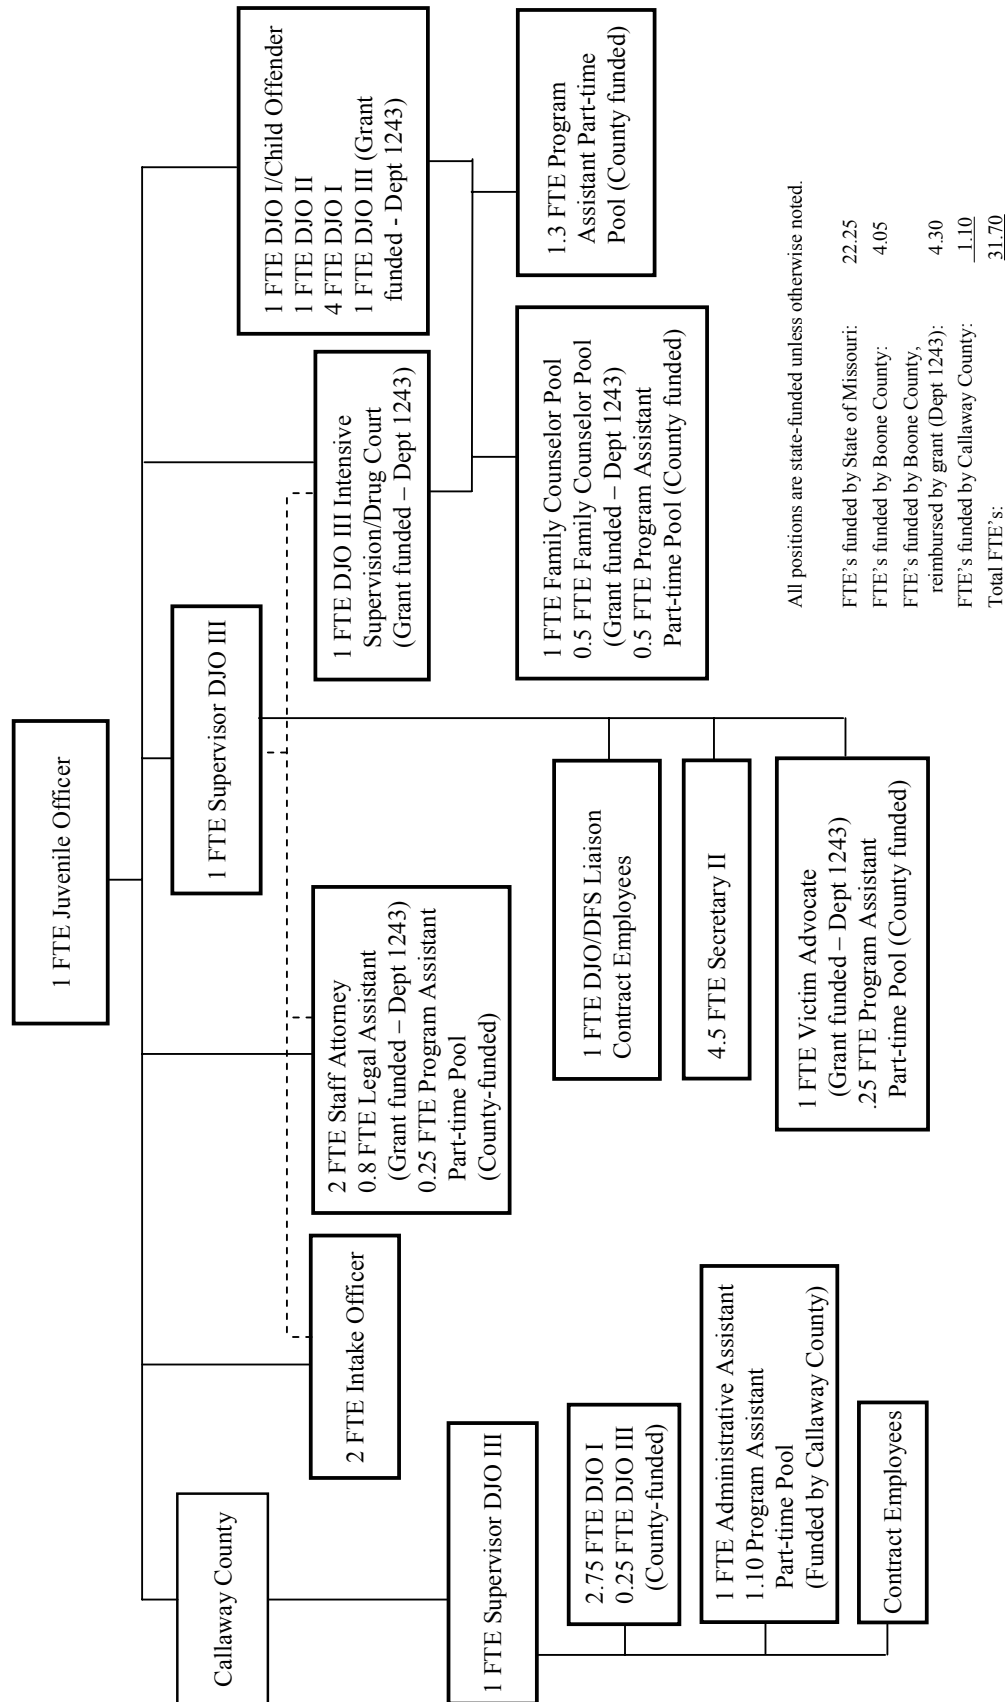 1 FTE Juvenile Officer
Callaway County
1 FTE Supervisor DJO III
2.75 FTE DJO I
0.25 FTE DJO III
(County-funded)
1 FTE Administrative Assistant
1.10 Program Assistant
Part-time Pool
(Funded by Callaway County)
Contract Employees
2 FTE Intake Officer
2 FTE Staff Attorney
0.8 FTE Legal Assistant
(Grant funded – Dept 1243)
0.25 FTE Program Assistant
Part-time Pool
(County-funded)
1 FTE Supervisor DJO III
1 FTE DJO/DFS Liaison
Contract Employees
4.5 FTE Secretary II
1 FTE Victim Advocate
(Grant funded – Dept 1243)
.25 FTE Program Assistant
Part-time Pool (County funded)
1 FTE DJO III Intensive
Supervision/Drug Court
(Grant funded – Dept 1243)
1 FTE DJO I/Child Offender
1 FTE DJO II
4 FTE DJO I
1 FTE DJO III (Grant
funded - Dept 1243)
1 FTE Family Counselor Pool
0.5 FTE Family Counselor Pool
(Grant funded – Dept 1243)
0.5 FTE Program Assistant
Part-time Pool (County funded)
1.3 FTE Program
Assistant Part-time
Pool (County funded)
All positions are state-funded unless otherwise noted.
FTE's funded by State of Missouri: 22.25
FTE's funded by Boone County: 4.05
FTE's funded by Boone County,
reimbursed by grant (Dept 1243): 4.30
FTE's funded by Callaway County: 1.10
Total FTE's: 31.70